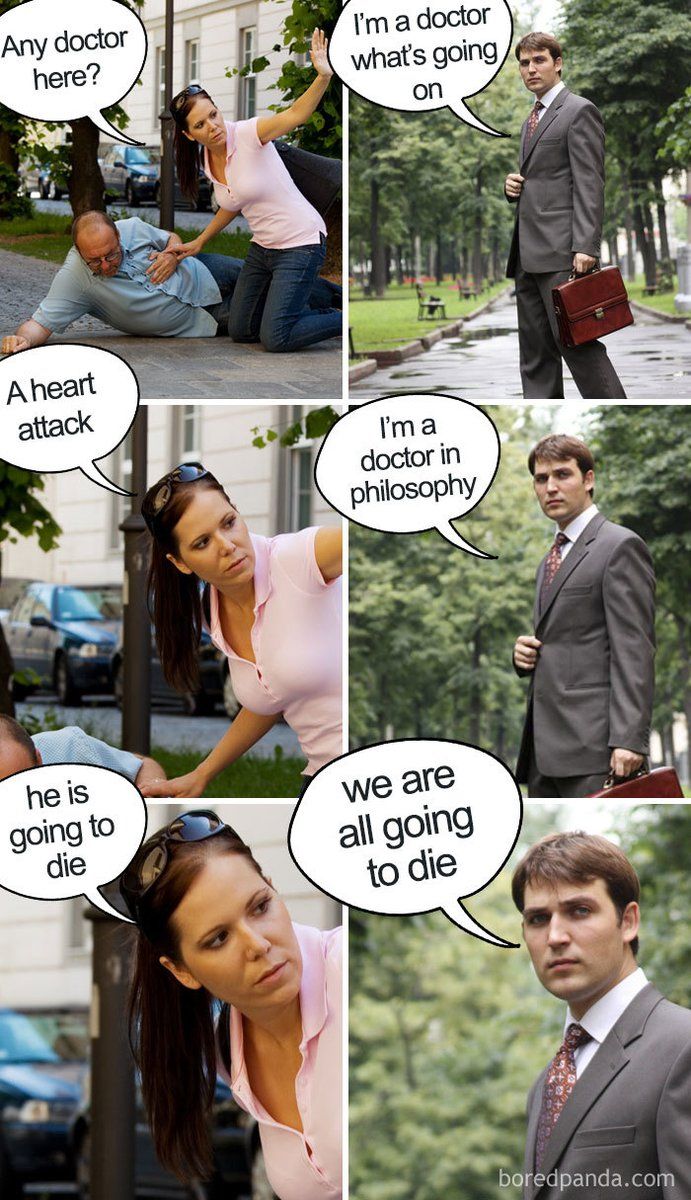 Any doctor
here?
I'm a doctor
what's going
on
A heart
attack
I'm a
doctor in
philosophy
he is
going to
die
we are
all going
to die
boredpanda.com